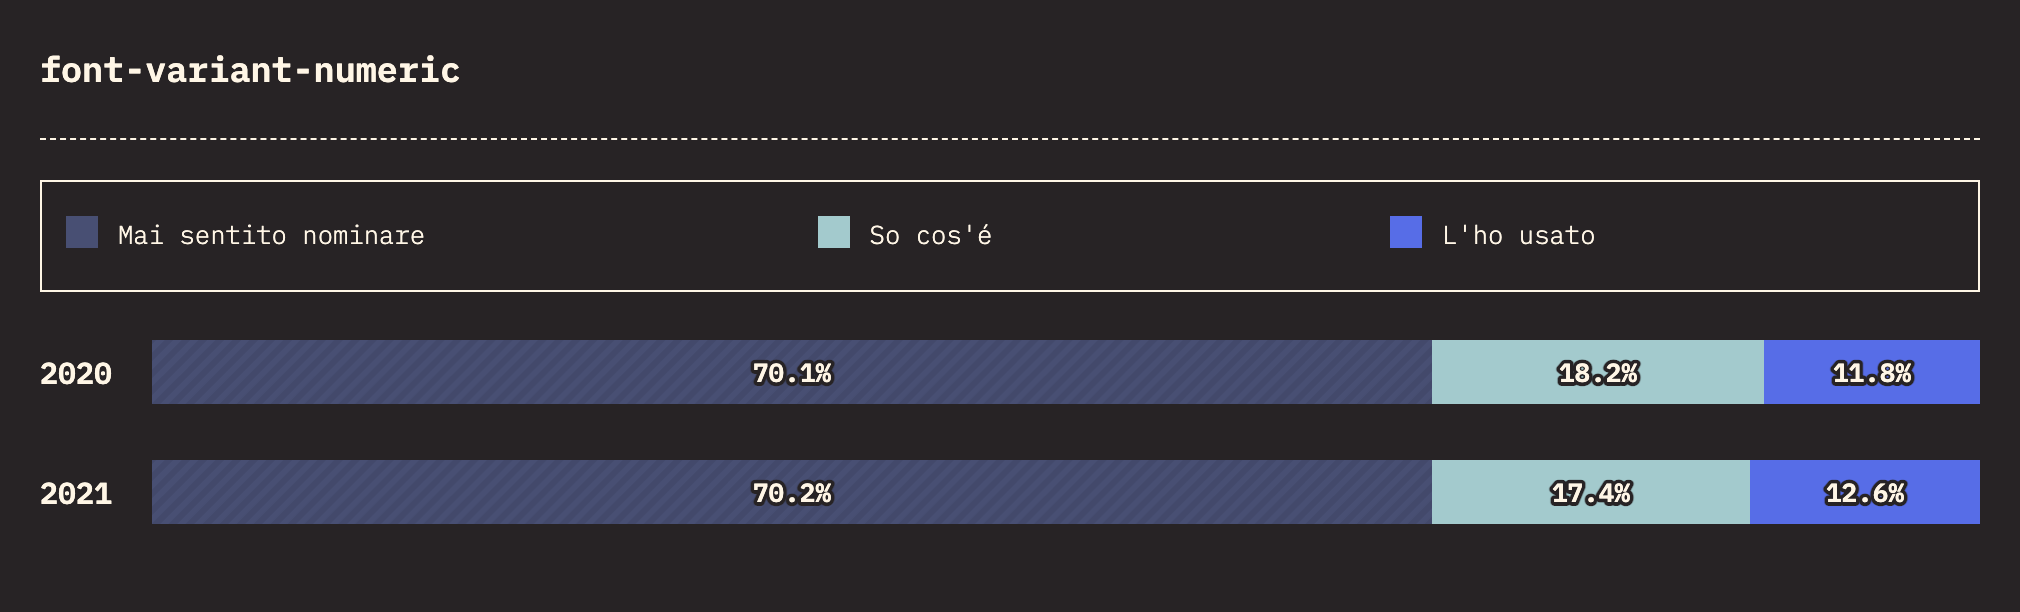 font-variant-numeric
Mai sentito nominare So cos'é L'ho usato
2020 70.1% 18.2% 11.8%
2021 70.2% 17.4% 12.6%